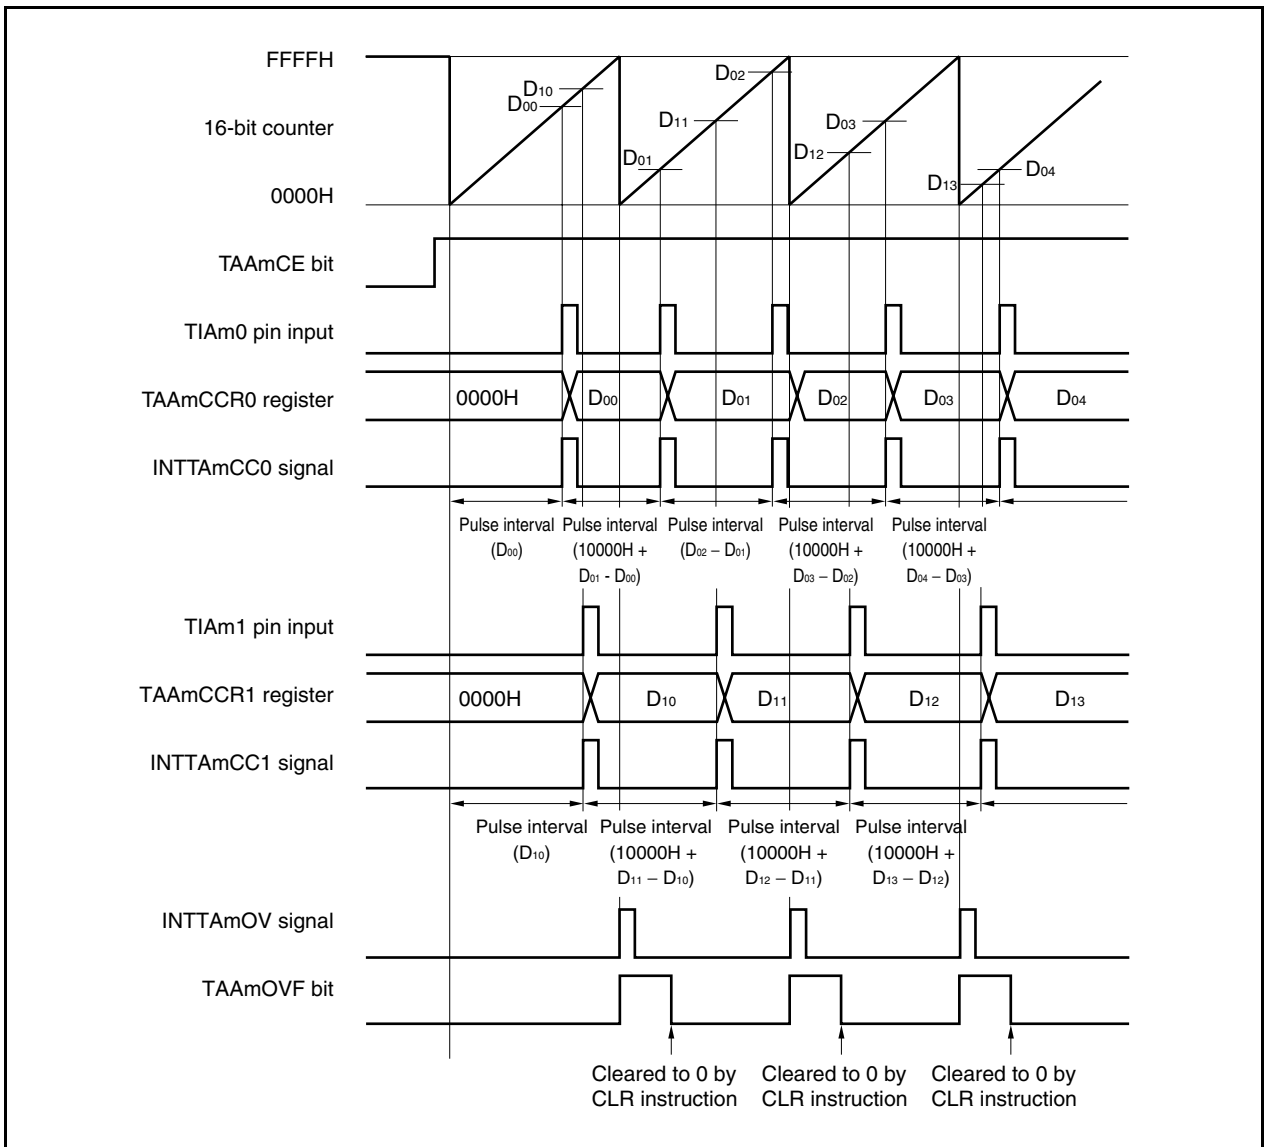 FFFFH
D02
D10
D00
D11
D03
16-bit counter
D12
D01
D04
D13
0000H
TAAmCE bit
TIAm0 pin input
TAAmCCR0 register
0000H D00 D01 D02 D03 D04
INTTAmCC0 signal
Pulse interval Pulse interval Pulse interval Pulse interval Pulse interval
(D00) (10000H + (D02 – D01) (10000H + (10000H +
D01 - D00) D03 – D02) D04 – D03)
TIAm1 pin input
TAAmCCR1 register
0000H D10 D11 D12 D13
INTTAmCC1 signal
Pulse interval Pulse interval Pulse interval Pulse interval
(D10) (10000H + (10000H + (10000H +
D11 – D10) D12 – D11) D13 – D12)
INTTAmOV signal
TAAmOVF bit
Cleared to 0 by Cleared to 0 by Cleared to 0 by
CLR instruction CLR instruction CLR instruction